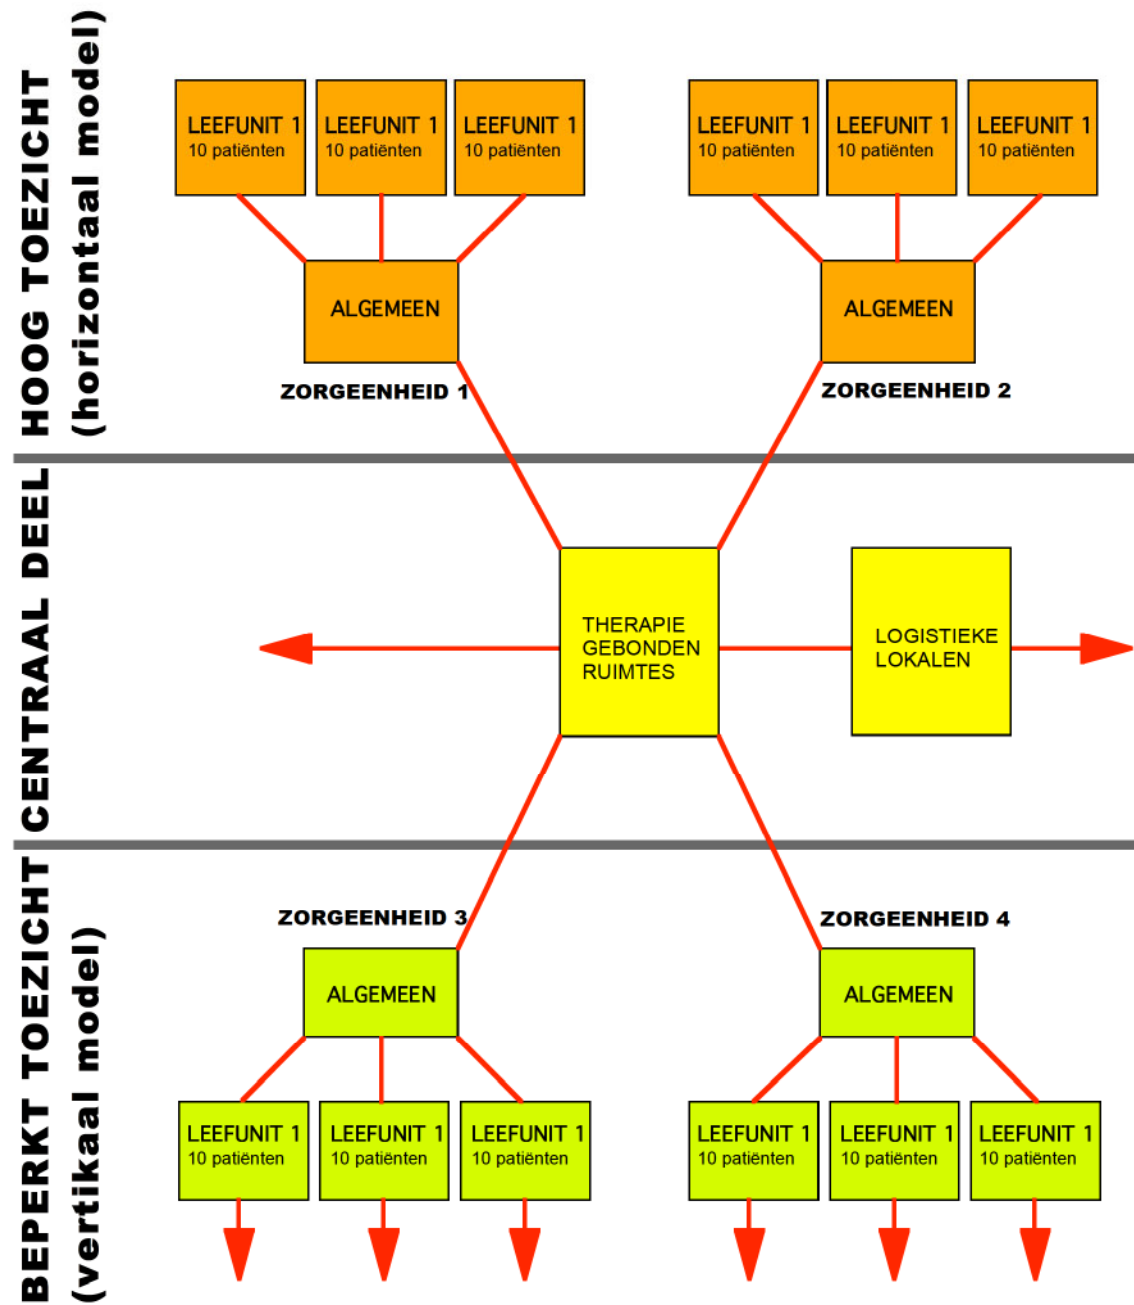 HOOG TOEZICHT
(horizontaal model)
LEEFUNIT 1
10 patiënten
LEEFUNIT 1
10 patiënten
LEEFUNIT 1
10 patiënten
LEEFUNIT 1
10 patiënten
LEEFUNIT 1
10 patiënten
LEEFUNIT 1
10 patiënten
ALGEMEEN
ALGEMEEN
ZORGEENHEID 1
ZORGEENHEID 2
CENTRAAL DEEL
THERAPIE
GEBONDEN
RUIMTES
LOGISTIEKE
LOKALEN
BEPERKT TOEZICHT
(vertikaal model)
ZORGEENHEID 3
ZORGEENHEID 4
ALGEMEEN
ALGEMEEN
LEEFUNIT 1
10 patiënten
LEEFUNIT 1
10 patiënten
LEEFUNIT 1
10 patiënten
LEEFUNIT 1
10 patiënten
LEEFUNIT 1
10 patiënten
LEEFUNIT 1
10 patiënten